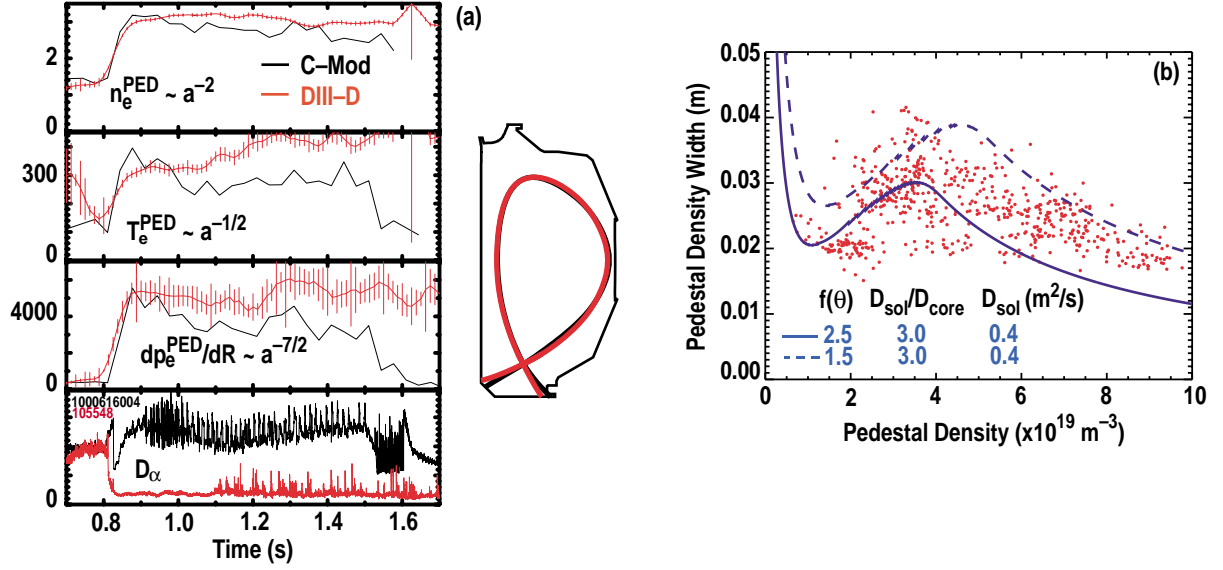 (a)
2
0
n_e^PED ~ a^−2
C−Mod
DIII−D
300
0
T_e^PED ~ a^−1/2
4000
0
dp_e^PED/dR ~ a^−7/2
1000616004
105548
D_α
0
0.8 1.0 1.2 1.4 1.6
Time (s)
(b)
0.05
0.04
0.03
0.02
0.01
0.00
Pedestal Density Width (m)
f(θ) D_sol/D_core D_sol (m^2/s)
2.5 3.0 0.4
1.5 3.0 0.4
0 2 4 6 8 10
Pedestal Density (x10^19 m^−3)